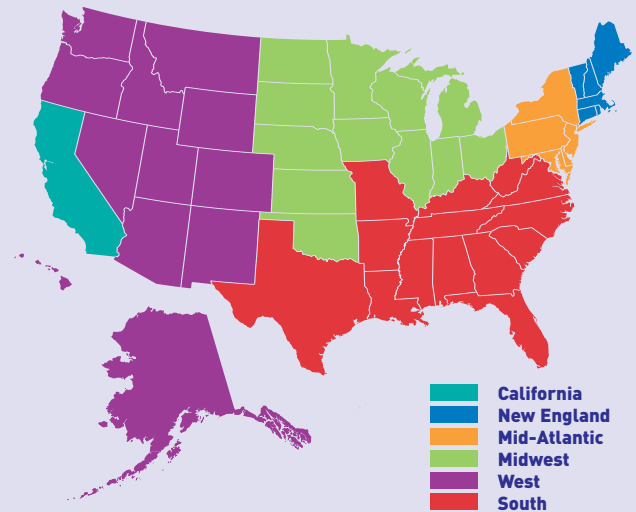 California
New England
Mid-Atlantic
Midwest
West
South